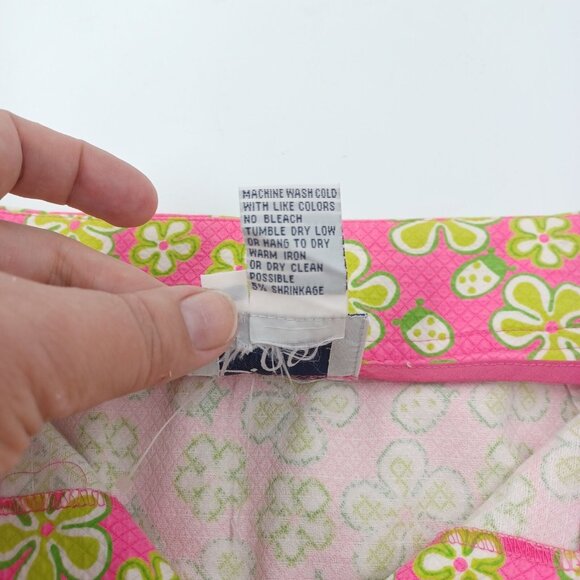 MACHINE WASH COLD
WITH LIKE COLORS
NO BLEACH
TUMBLE DRY LOW
OR HANG TO DRY
WARM IRON
OR DRY CLEAN
POSSIBLE
5% SHRINKAGE